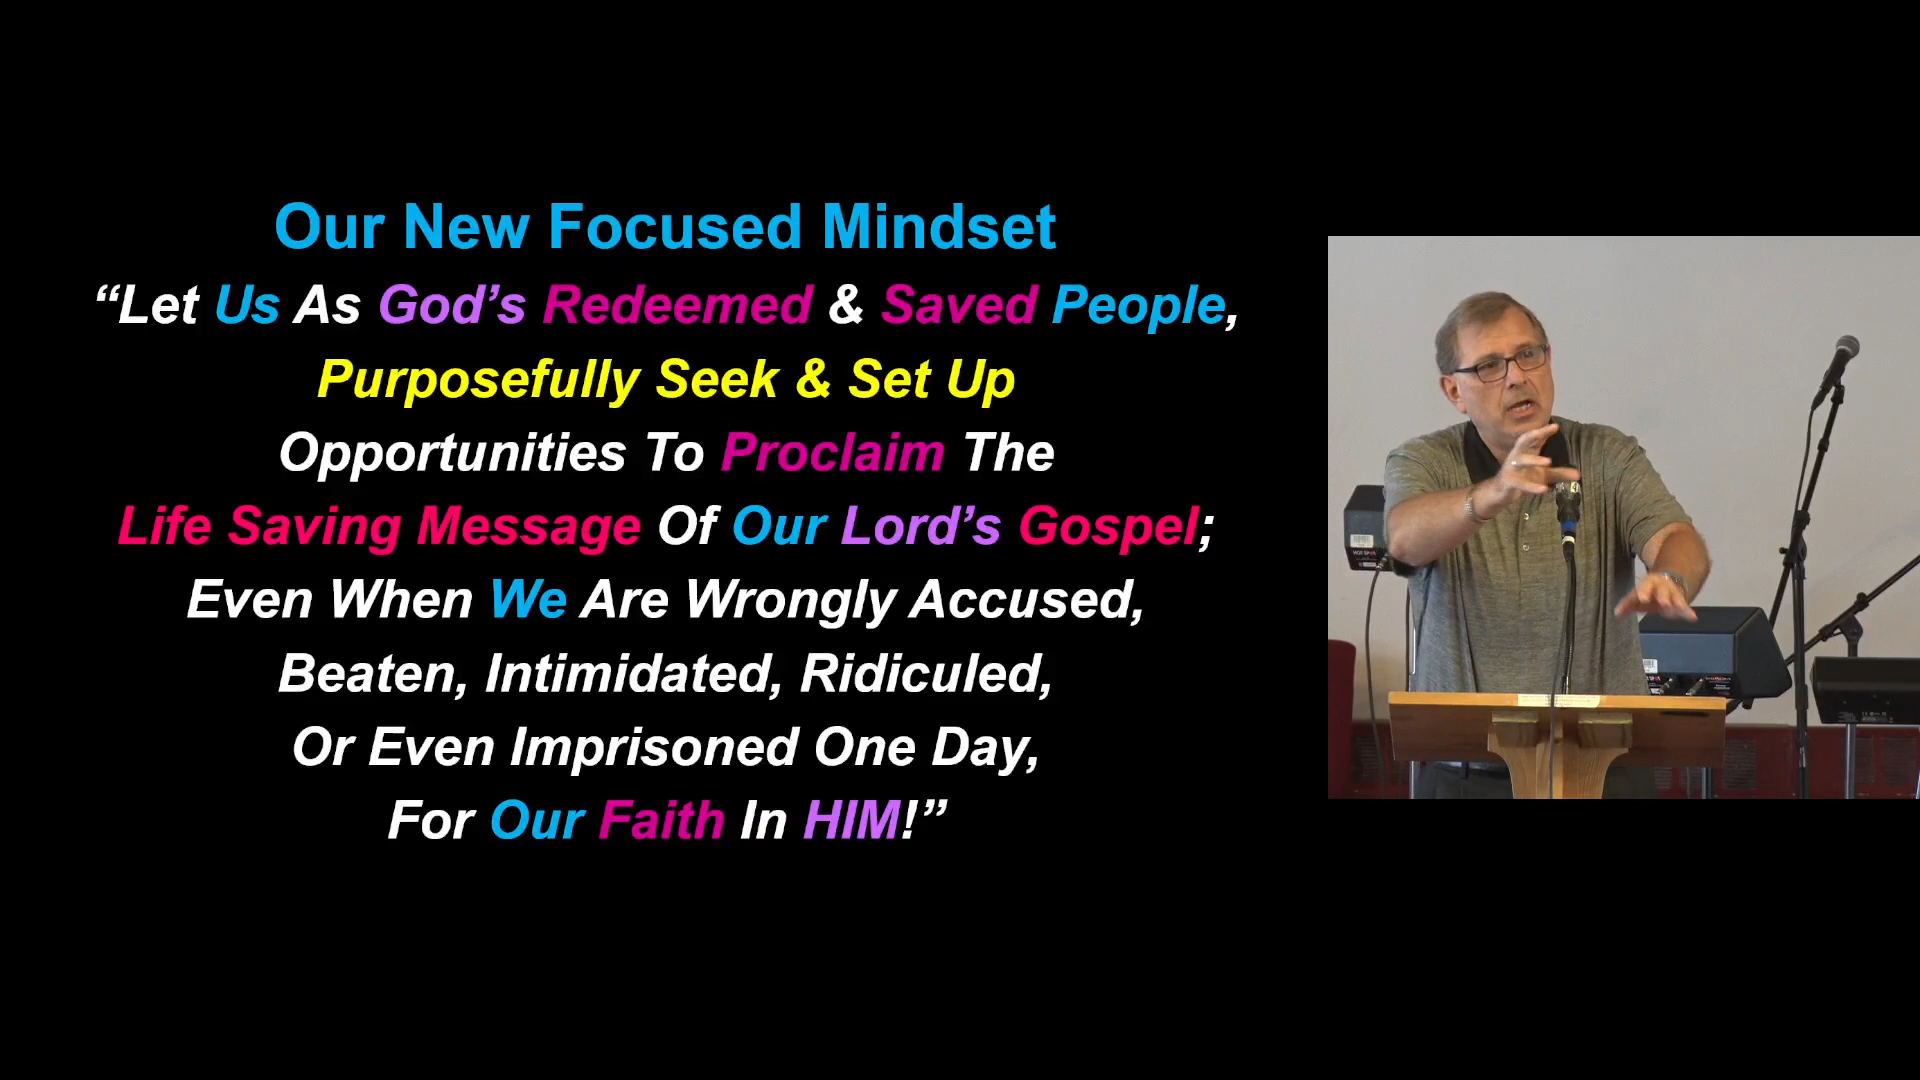 Our New Focused Mindset
“Let Us As God’s Redeemed & Saved People,
Purposefully Seek & Set Up
Opportunities To Proclaim The
Life Saving Message Of Our Lord’s Gospel;
Even When We Are Wrongly Accused,
Beaten, Intimidated, Ridiculed,
Or Even Imprisoned One Day,
For Our Faith In HIM!”
HOT SPOT